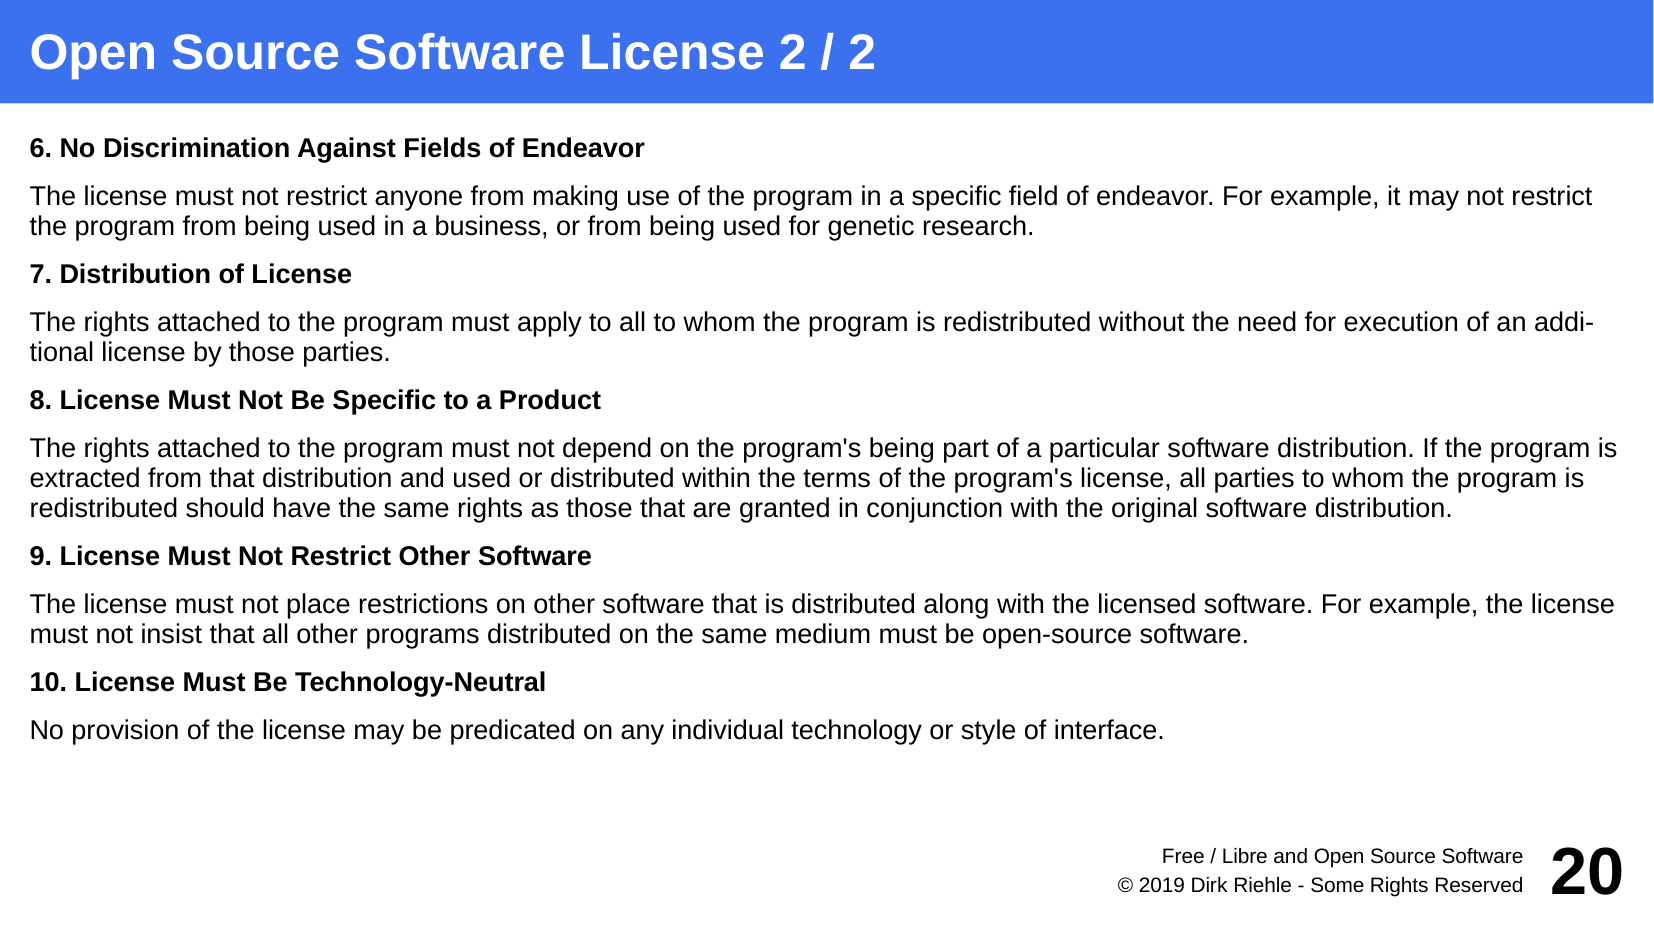 Open Source Software License 2 / 2
6. No Discrimination Against Fields of Endeavor
The license must not restrict anyone from making use of the program in a specific field of endeavor. For example, it may not restrict
the program from being used in a business, or from being used for genetic research.
7. Distribution of License
The rights attached to the program must apply to all to whom the program is redistributed without the need for execution of an addi-
tional license by those parties.
8. License Must Not Be Specific to a Product
The rights attached to the program must not depend on the program's being part of a particular software distribution. If the program is
extracted from that distribution and used or distributed within the terms of the program's license, all parties to whom the program is
redistributed should have the same rights as those that are granted in conjunction with the original software distribution.
9. License Must Not Restrict Other Software
The license must not place restrictions on other software that is distributed along with the licensed software. For example, the license
must not insist that all other programs distributed on the same medium must be open-source software.
10. License Must Be Technology-Neutral
No provision of the license may be predicated on any individual technology or style of interface.
Free / Libre and Open Source Software
© 2019 Dirk Riehle - Some Rights Reserved
20